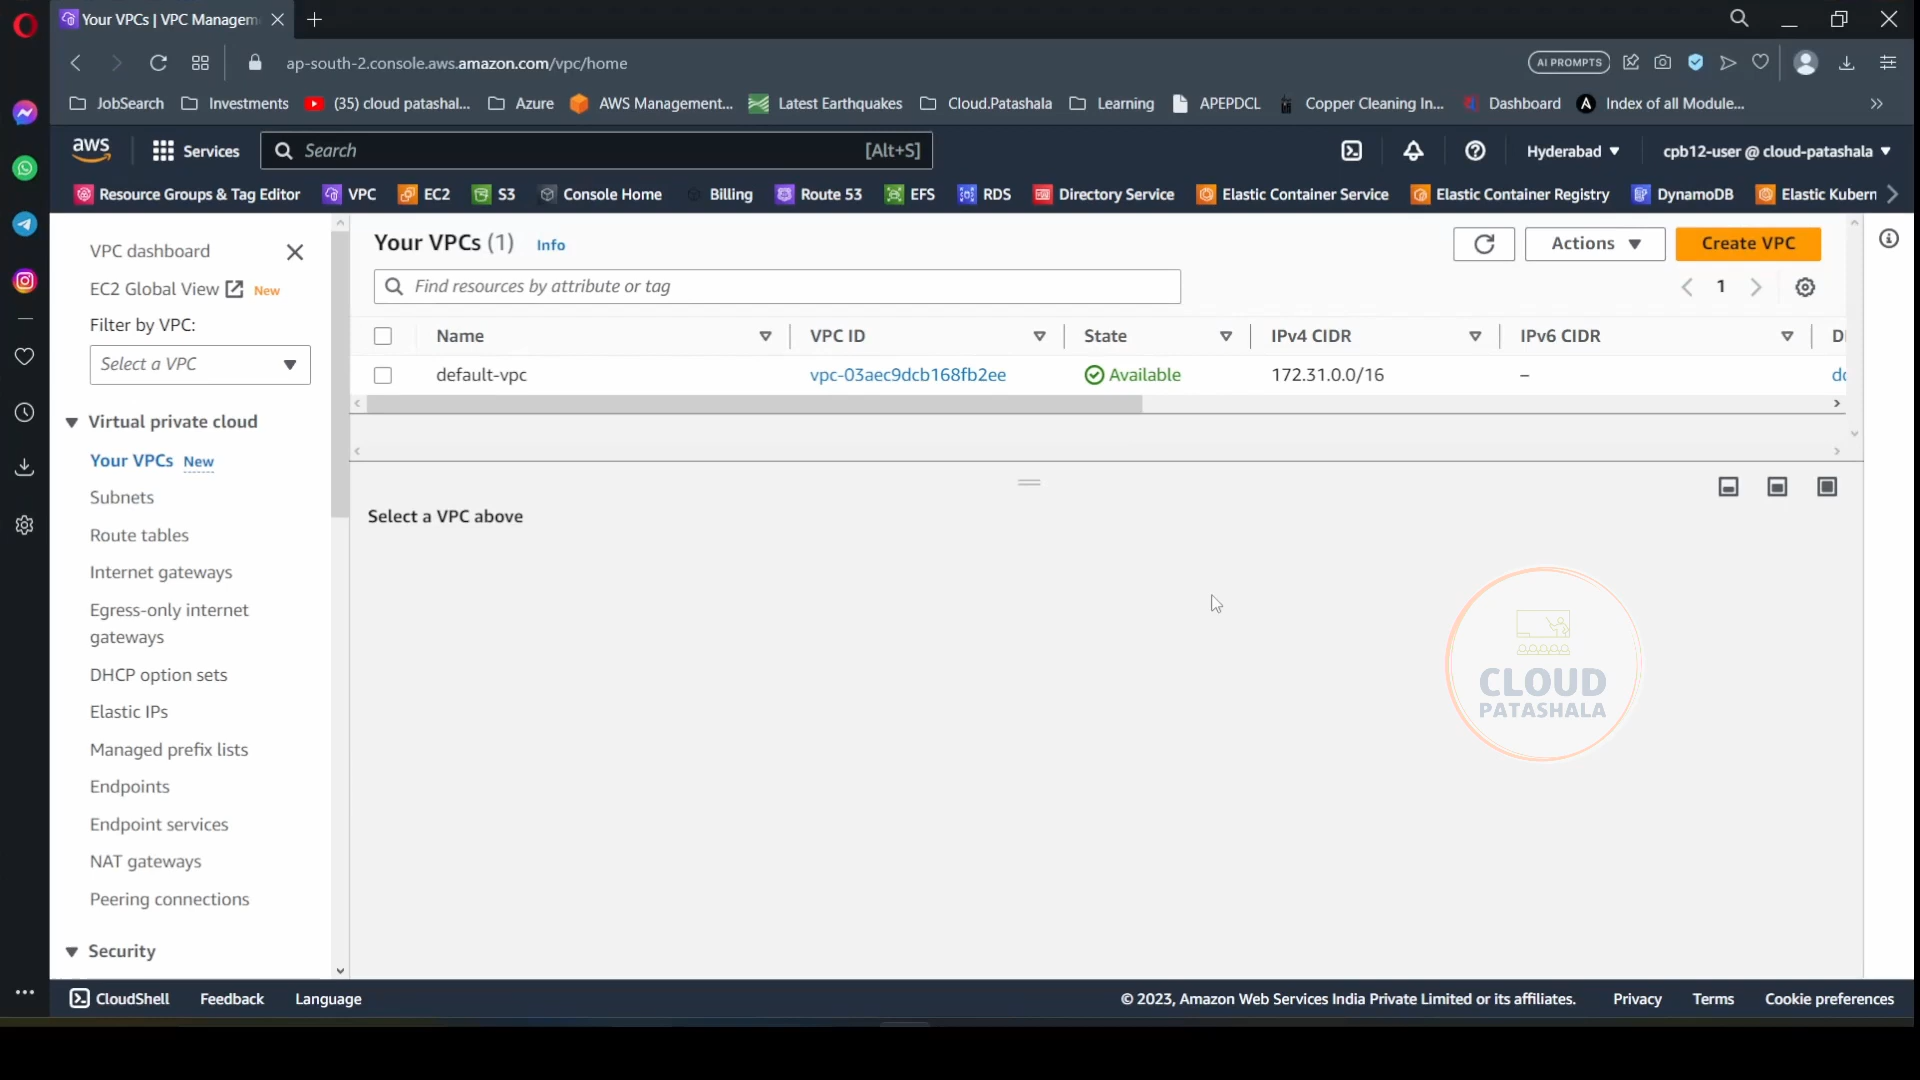 Your VPCs | VPC Managem
ap-south-2.console.aws.amazon.com/vpc/home
AI PROMPTS
JobSearch
Investments
(35) cloud patashal...
Azure
AWS Management...
Latest Earthquakes
Cloud.Patashala
Learning
APEPDCL
Copper Cleaning In...
Dashboard
A
Index of all Module...
aws
Services
Search
[Alt+S]
Hyderabad
cpb12-user @ cloud-patashala
Resource Groups & Tag Editor
VPC
EC2
S3
Console Home
Billing
Route 53
EFS
RDS
Directory Service
Elastic Container Service
Elastic Container Registry
DynamoDB
Elastic Kubern
VPC dashboard
EC2 Global View
New
Filter by VPC:
Select a VPC
Virtual private cloud
Your VPCs New
Subnets
Route tables
Internet gateways
Egress-only internet
gateways
DHCP option sets
Elastic IPs
Managed prefix lists
Endpoints
Endpoint services
NAT gateways
Peering connections
Security
Your VPCs (1) Info
Actions
Create VPC
Find resources by attribute or tag
1
Name
VPC ID
State
IPv4 CIDR
IPv6 CIDR
D
default-vpc
vpc-03aec9dcb168fb2ee
Available
172.31.0.0/16
–
Select a VPC above
CLOUD
PATASHALA
CloudShell
Feedback
Language
© 2023, Amazon Web Services India Private Limited or its affiliates.
Privacy
Terms
Cookie preferences